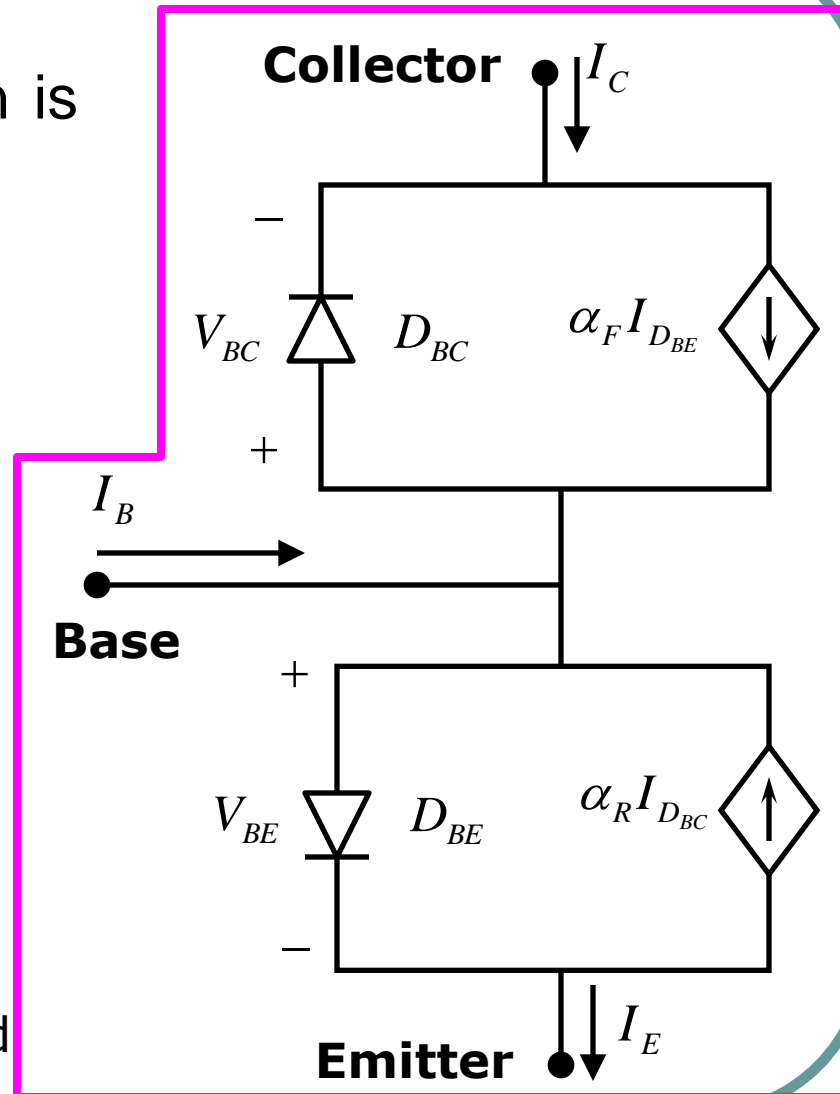 Collector
I_C
is
−
V_BC
D_BC
α_F I_D_BE
+
I_B
Base
+
V_BE
D_BE
α_R I_D_BC
−
I_E
Emitter